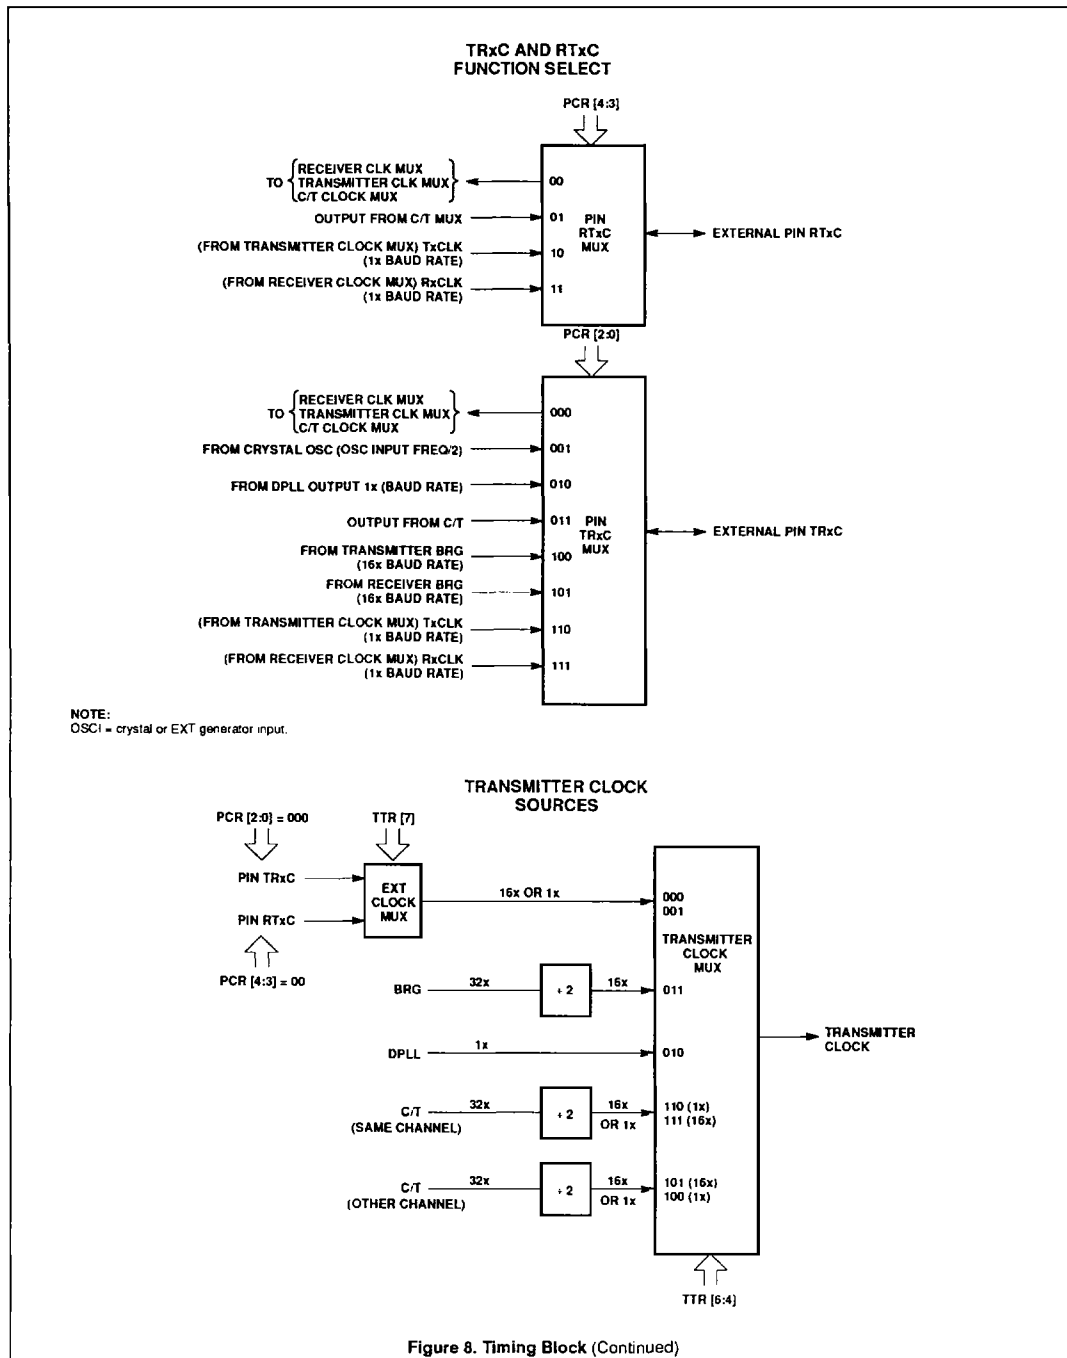 TRxC AND RTxC
FUNCTION SELECT
PCR [4:3]
TO { RECEIVER CLK MUX
TRANSMITTER CLK MUX
C/T CLOCK MUX }
00
OUTPUT FROM C/T MUX
01
(FROM TRANSMITTER CLOCK MUX) TxCLK
(1x BAUD RATE)
10
(FROM RECEIVER CLOCK MUX) RxCLK
(1x BAUD RATE)
11
PIN
RTxC
MUX
EXTERNAL PIN RTxC
PCR [2:0]
TO { RECEIVER CLK MUX
TRANSMITTER CLK MUX
C/T CLOCK MUX }
000
FROM CRYSTAL OSC (OSC INPUT FREQ/2)
001
FROM DPLL OUTPUT 1x (BAUD RATE)
010
OUTPUT FROM C/T
011
FROM TRANSMITTER BRG
(16x BAUD RATE)
100
FROM RECEIVER BRG
(16x BAUD RATE)
101
(FROM TRANSMITTER CLOCK MUX) TxCLK
(1x BAUD RATE)
110
(FROM RECEIVER CLOCK MUX) RxCLK
(1x BAUD RATE)
111
PIN
TRxC
MUX
EXTERNAL PIN TRxC
NOTE:
OSCI = crystal or EXT generator input.
TRANSMITTER CLOCK
SOURCES
PCR [2:0] = 000
TTR [7]
PIN TRxC
PIN RTxC
PCR [4:3] = 00
EXT
CLOCK
MUX
16x OR 1x
000
001
TRANSMITTER
CLOCK
MUX
BRG
32x
÷ 2
16x
011
DPLL
1x
010
C/T
(SAME CHANNEL)
32x
÷ 2
16x
OR 1x
110 (1x)
111 (16x)
C/T
(OTHER CHANNEL)
32x
÷ 2
16x
OR 1x
101 (16x)
100 (1x)
TRANSMITTER
CLOCK
TTR [6:4]
Figure 8. Timing Block (Continued)